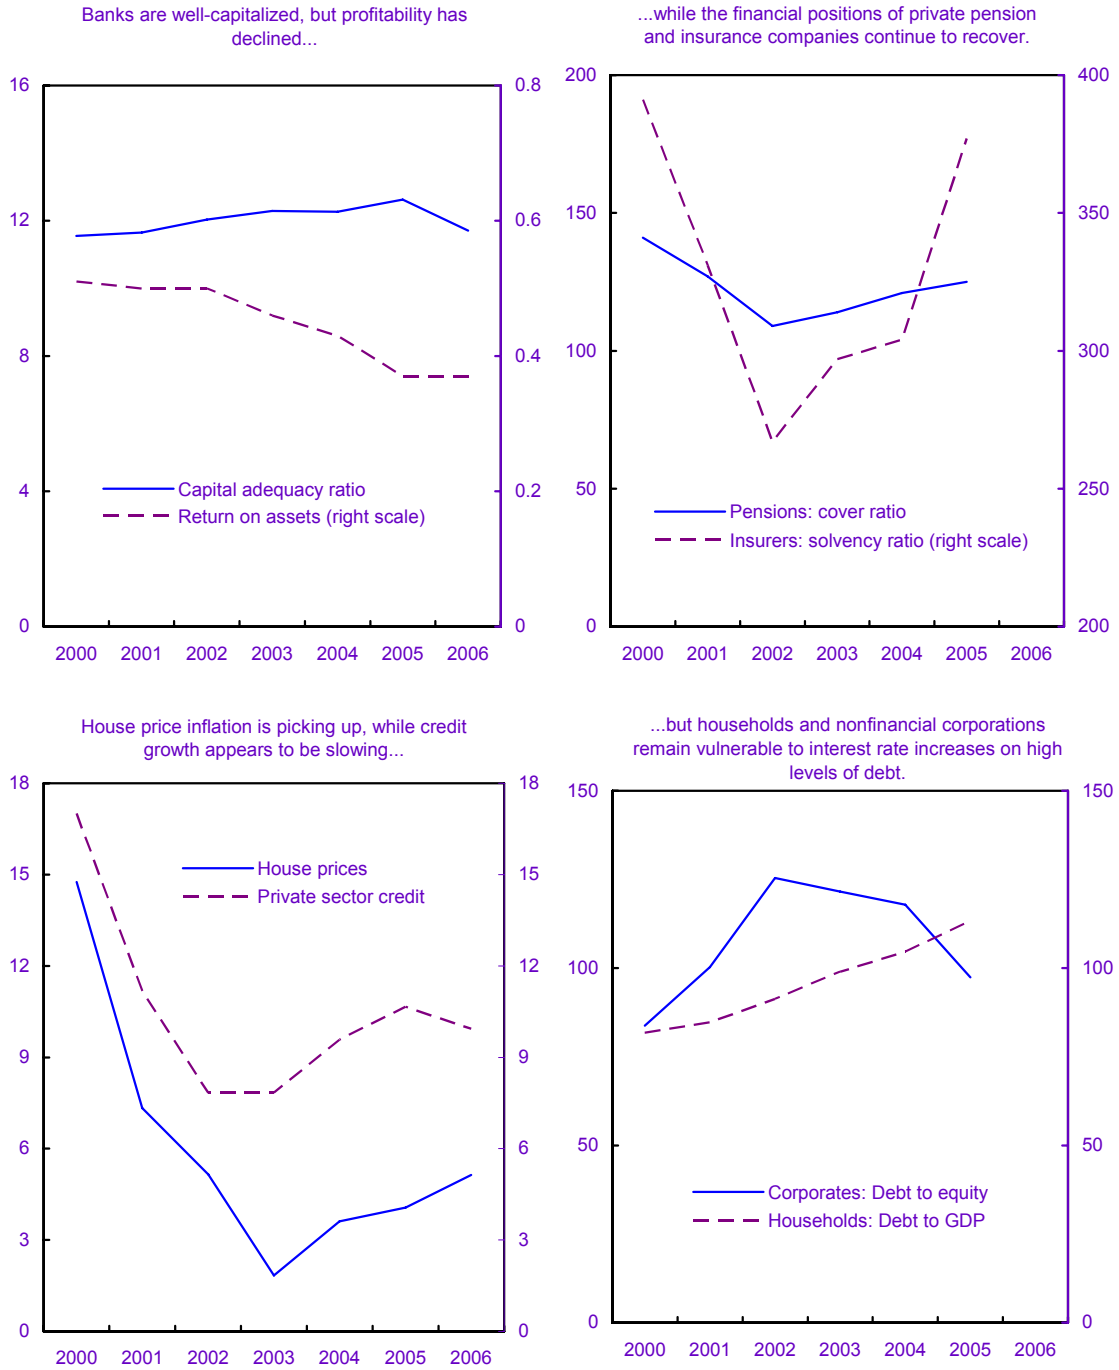 Banks are well-capitalized, but profitability has
declined...
16
12
8
4
0
0.8
0.6
0.4
0.2
0
Capital adequacy ratio
Return on assets (right scale)
2000 2001 2002 2003 2004 2005 2006
...while the financial positions of private pension
and insurance companies continue to recover.
200
150
100
50
0
400
350
300
250
200
Pensions: cover ratio
Insurers: solvency ratio (right scale)
2000 2001 2002 2003 2004 2005 2006
House price inflation is picking up, while credit
growth appears to be slowing...
18
15
12
9
6
3
0
18
15
12
9
6
3
0
House prices
Private sector credit
2000 2001 2002 2003 2004 2005 2006
...but households and nonfinancial corporations
remain vulnerable to interest rate increases on high
levels of debt.
150
100
50
0
150
100
50
0
Corporates: Debt to equity
Households: Debt to GDP
2000 2001 2002 2003 2004 2005 2006